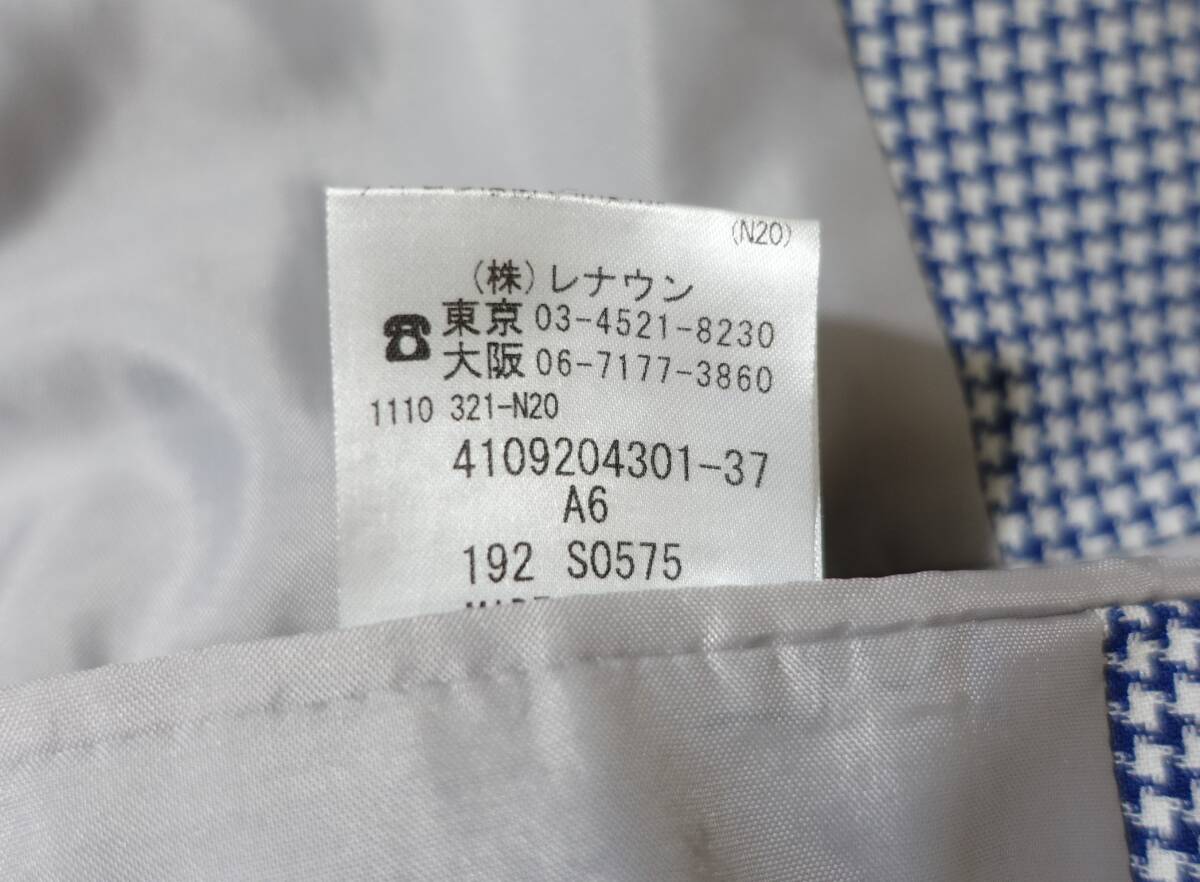 (N20)
(株)レナウン
☎東京 03-4521-8230
大阪 06-7177-3860
1110 321-N20
4109204301-37
A6
192 S0575